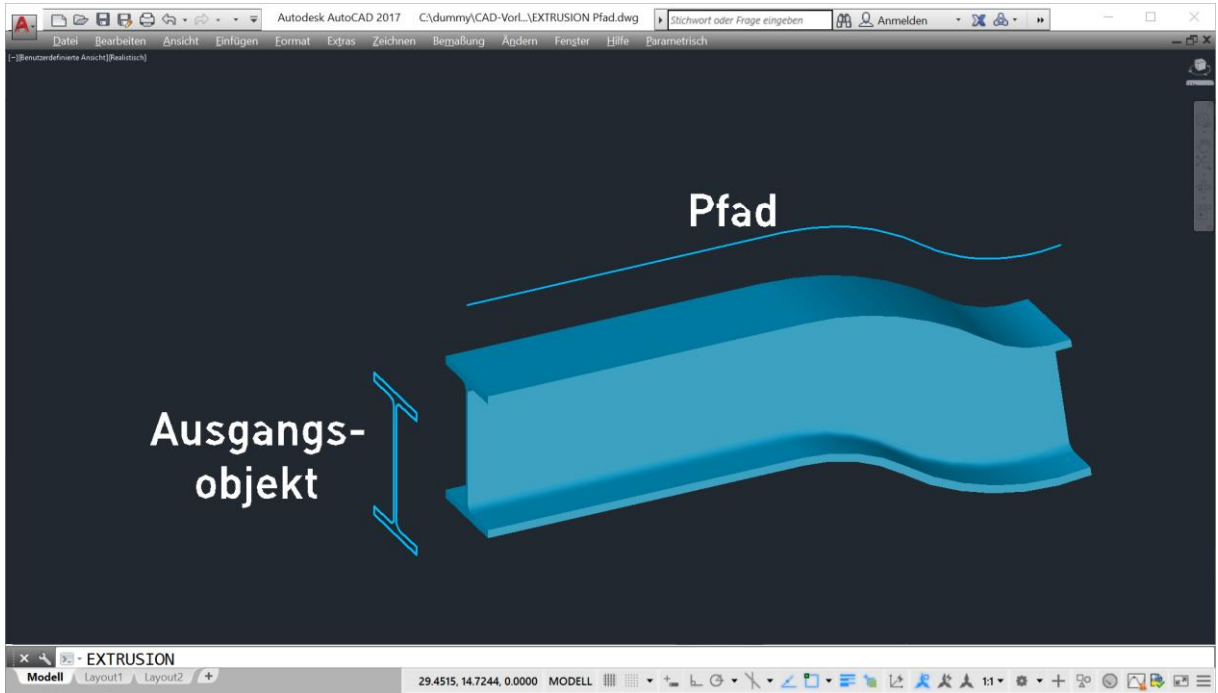 Autodesk AutoCAD 2017 C:\dummy\CAD-Vorl...\EXTRUSION Pfad.dwg Stichwort oder Frage eingeben Anmelden
Datei Bearbeiten Ansicht Einfügen Format Extras Zeichnen Bemaßung Ändern Fenster Hilfe Parametrisch
[–][Benutzerdefinierte Ansicht][Realistisch]
Pfad
Ausgangs-
objekt
EXTRUSION
Modell Layout1 Layout2 + 29.4515, 14.7244, 0.0000 MODELL 1:1